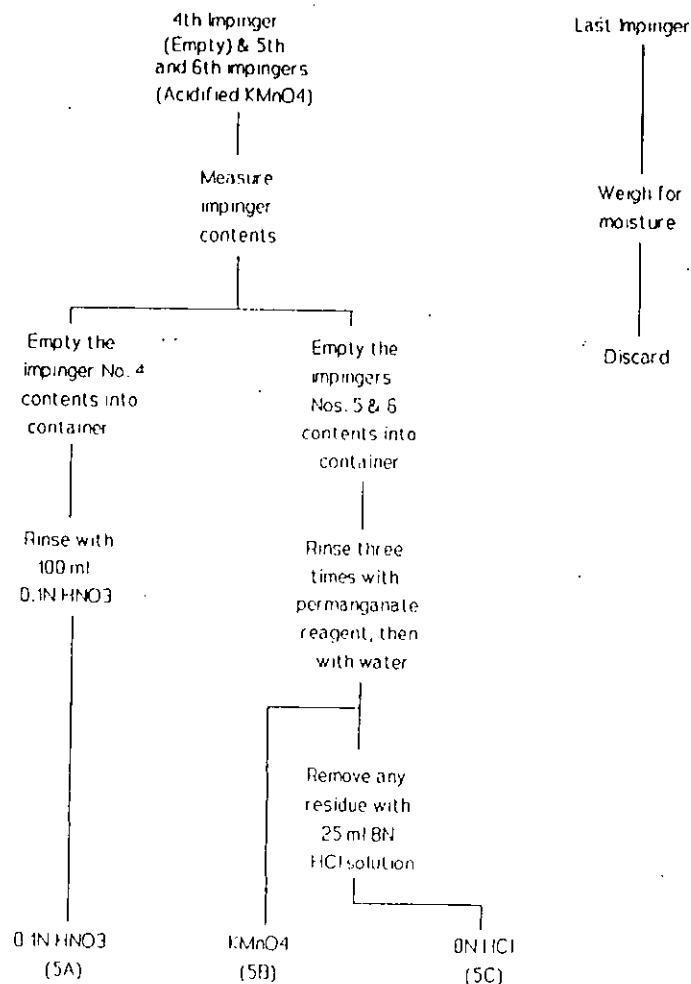 4th Impinger
(Empty) & 5th
and 6th impingers
(Acidified KMnO4)
Measure
impinger
contents
Empty the
impinger No. 4
contents into
container
Rinse with
100 ml
0.1N HNO3
0.1N HNO3
(5A)
Empty the
impingers
Nos. 5 & 6
contents into
container
Rinse three
times with
permanganate
reagent, then
with water
Remove any
residue with
25 ml 8N
HCl solution
KMnO4
(5B)
0N HCl
(5C)
Last Impinger
Weigh for
moisture
Discard